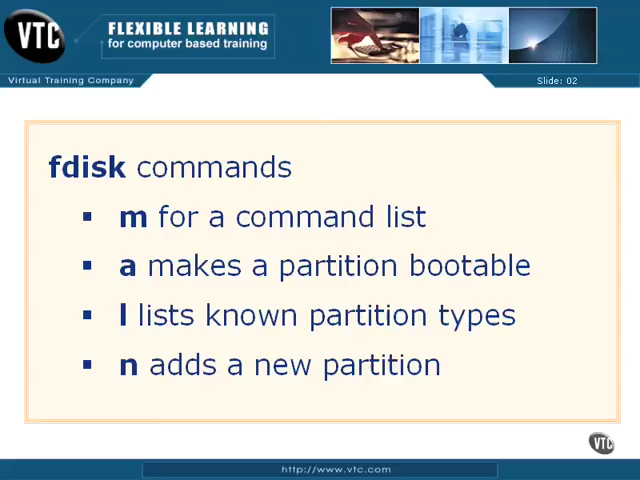 VTC
FLEXIBLE LEARNING
for computer based training
Virtual Training Company
Slide: 02
fdisk commands
▪ m for a command list
▪ a makes a partition bootable
▪ l lists known partition types
▪ n adds a new partition
VTC
http://www.vtc.com